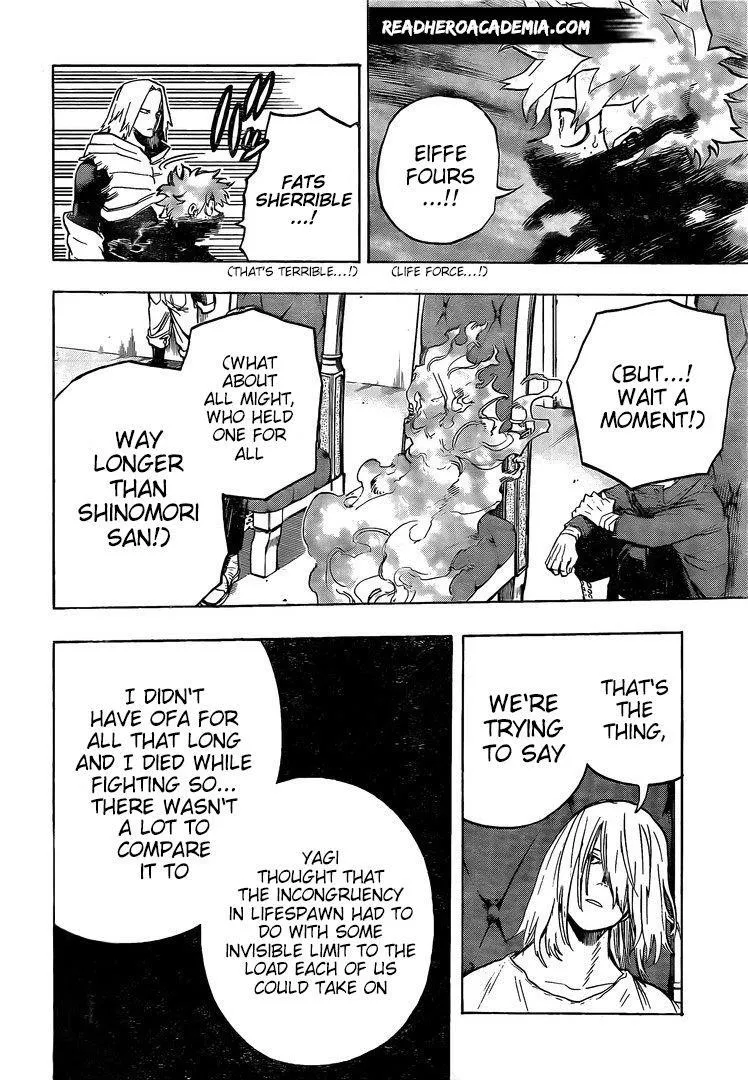 READHEROACADEMIA.COM
EIFFE
FOURS
...!!
(LIFE FORCE...!)
FATS
SHERRIBLE
...!
(THAT'S TERRIBLE...!)
(BUT...!
WAIT A
MOMENT!)
(WHAT
ABOUT
ALL MIGHT,
WHO HELD
ONE FOR
ALL
WAY
LONGER
THAN
SHINOMORI
SAN!)
THAT'S
THE
THING,
WE'RE
TRYING
TO SAY
YAGI
THOUGHT THAT
THE INCONGRUENCY
IN LIFESPAWN HAD TO
DO WITH SOME
INVISIBLE LIMIT TO THE
LOAD EACH OF US
COULD TAKE ON
I DIDN'T
HAVE OFA FOR
ALL THAT LONG
AND I DIED WHILE
FIGHTING SO...
THERE WASN'T
A LOT TO
COMPARE
IT TO